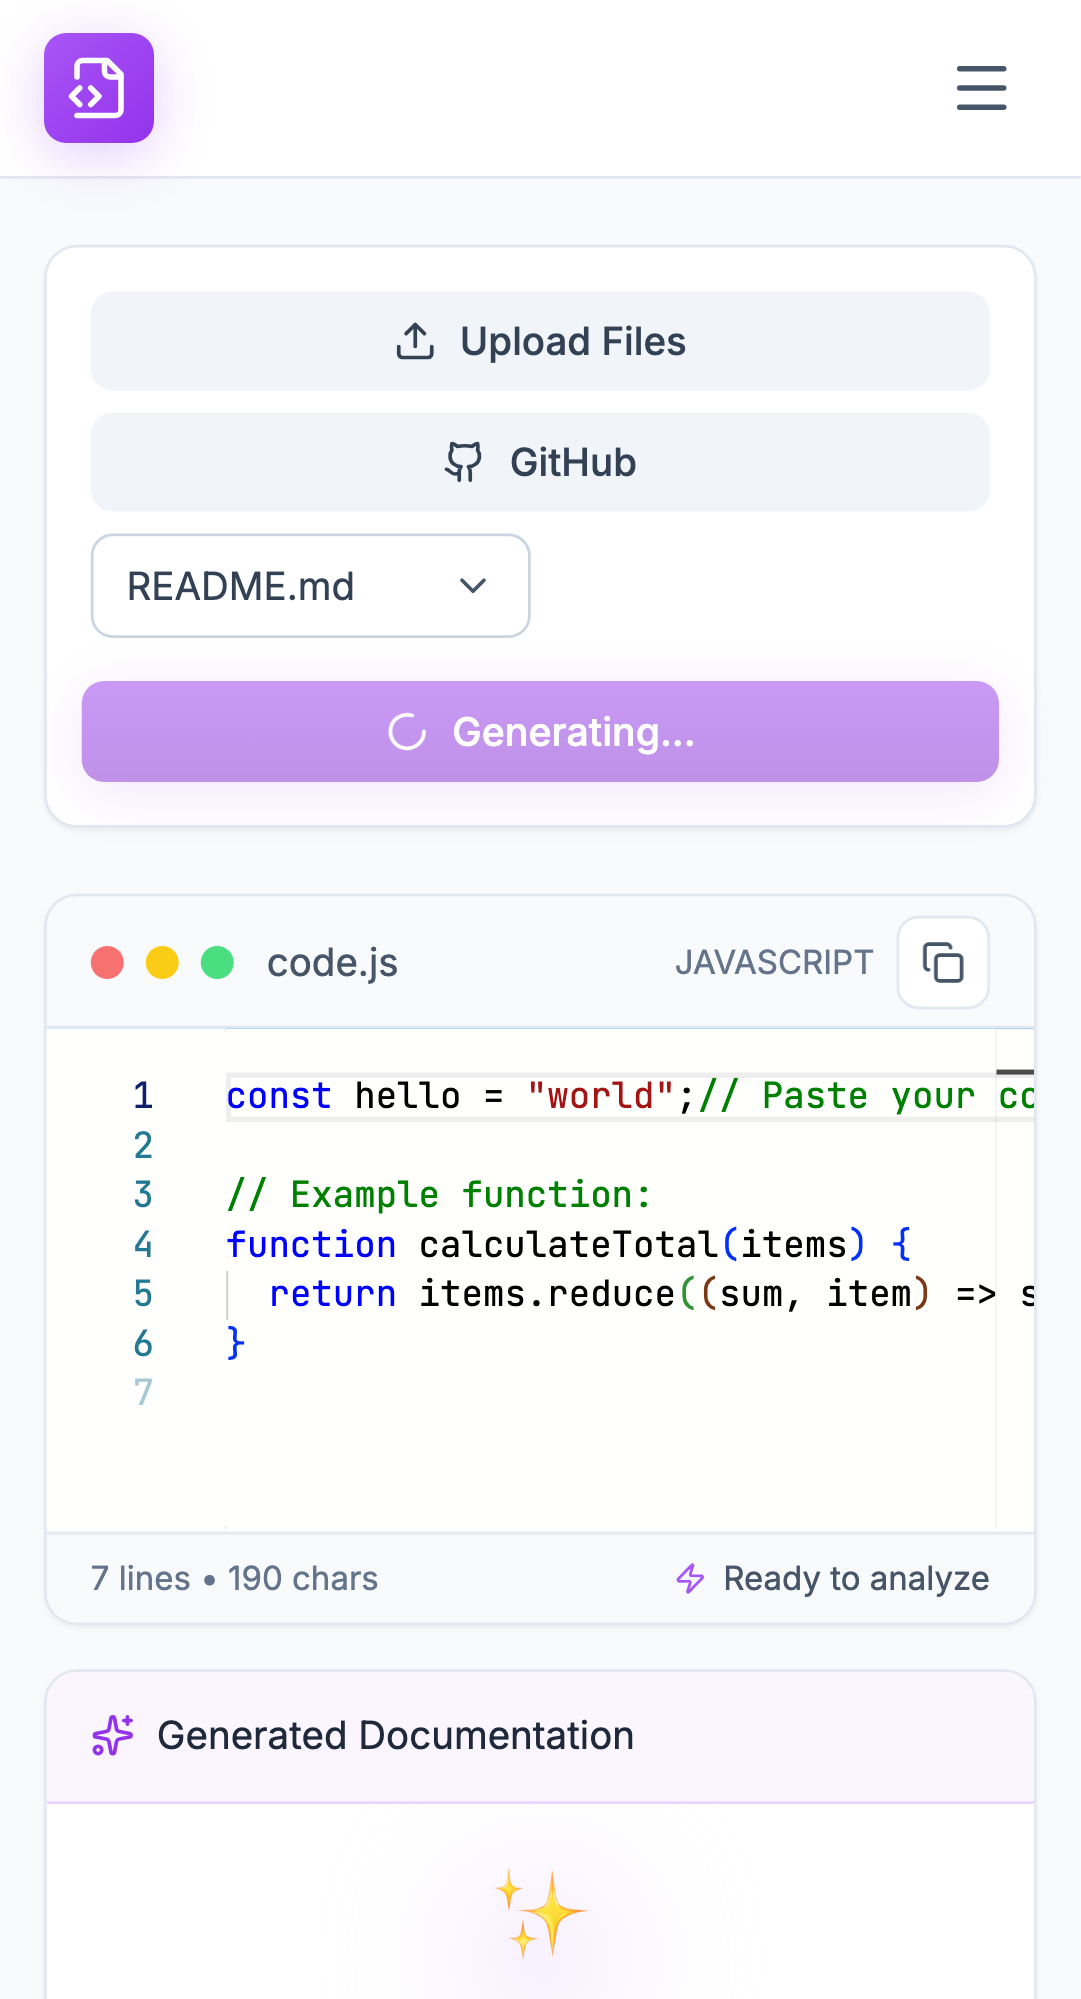 Upload Files
GitHub
README.md
Generating...
code.js
JAVASCRIPT
1 const hello = "world";// Paste your co
2
3 // Example function:
4 function calculateTotal(items) {
5 return items.reduce((sum, item) => s
6 }
7
7 lines • 190 chars
Ready to analyze
Generated Documentation